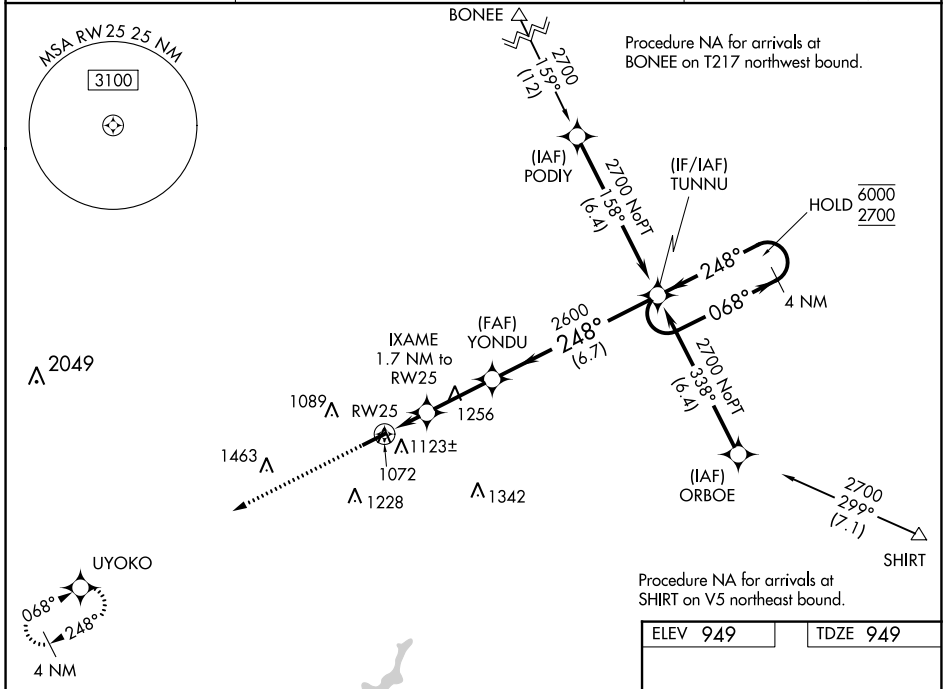 MSA RW 25 25 NM
3100
BONEE
2700
159°
(12)
Procedure NA for arrivals at
BONEE on T217 northwest bound.
(IAF)
PODIY
2700 NoPT
158°
(6.4)
(IF/IAF)
TUNNU
HOLD 6000
2700
248°
068°
4 NM
2600
248°
(6.7)
(FAF)
YONDU
IXAME
1.7 NM to
RW25
2049
1089
RW25
1256
1123±
1072
1463
1228
1342
2700 NoPT
338°
(6.4)
(IAF)
ORBOE
2700
299°
(7.1)
SHIRT
UYOKO
068°
248°
4 NM
Procedure NA for arrivals at
SHIRT on V5 northeast bound.
ELEV 949
TDZE 949